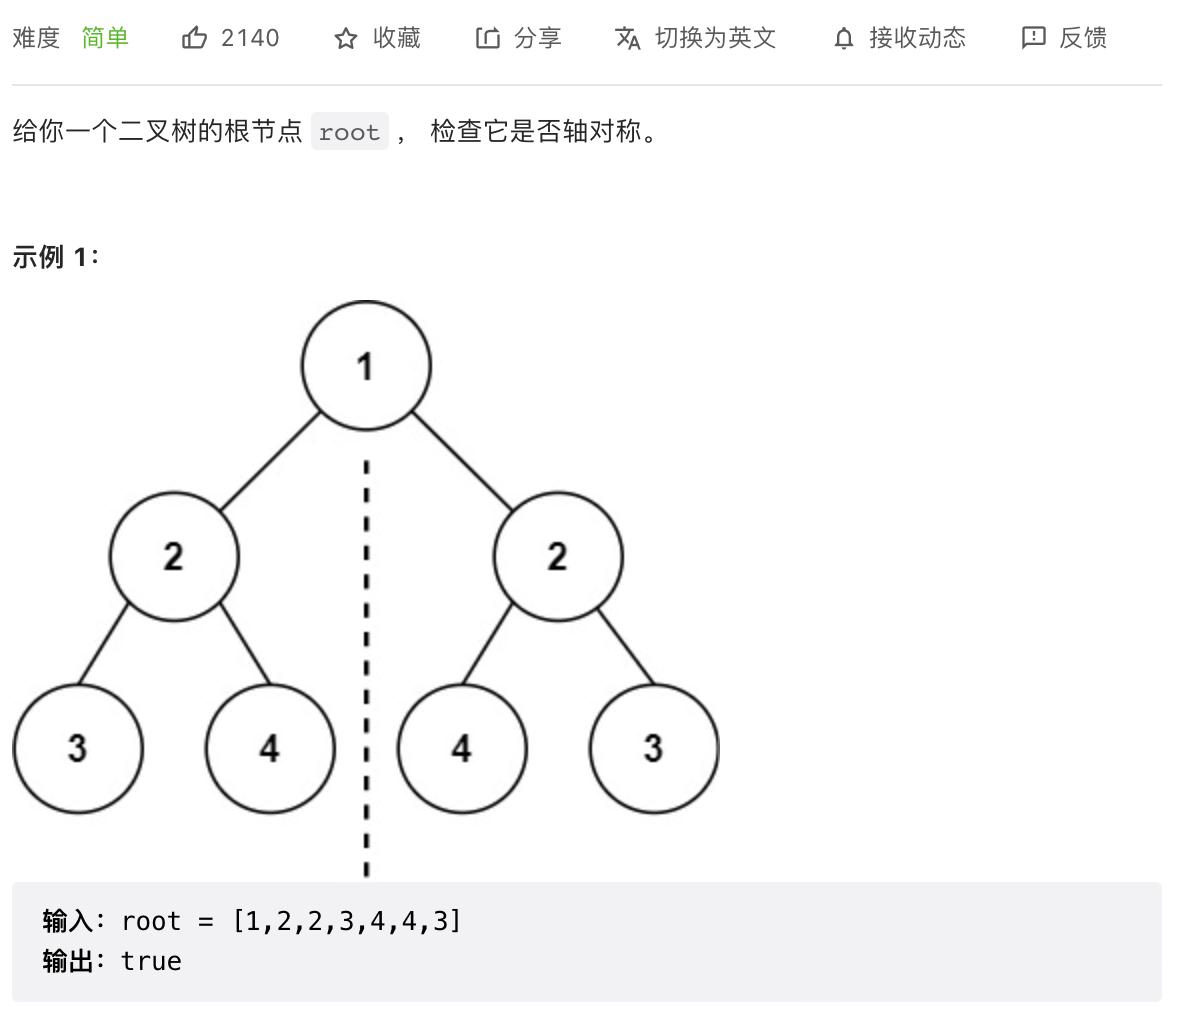 难度 简单 2140 收藏 分享 切换为英文 接收动态 反馈
给你一个二叉树的根节点 root ， 检查它是否轴对称。
示例 1：
1
2 2
3 4 4 3
输入：root = [1,2,2,3,4,4,3]
输出：true